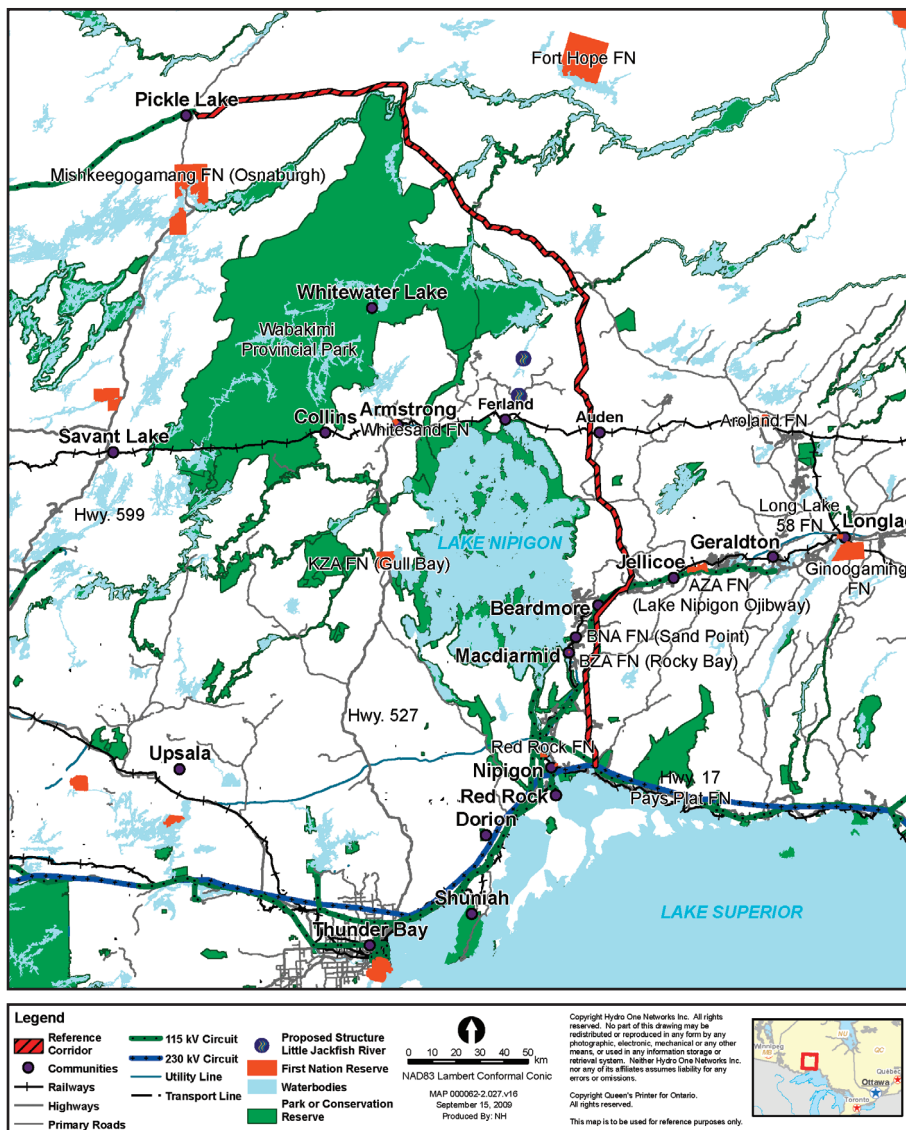 Fort Hope FN
Pickle Lake
Mishkeegogamang FN (Osnaburgh)
Whitewater Lake
Wabakimi
Provincial Park
Collins
Armstrong
Whitesand FN
Ferland
Auden
Aroland FN
Savant Lake
Hwy. 599
LAKE NIPIGON
Long Lake
58 FN
Longlac
Geraldton
KZA FN (Gull Bay)
Jellicoe
Ginoogaming
FN
AZA FN
(Lake Nipigon Ojibway)
Beardmore
BNA FN (Sand Point)
Macdiarmid
BZA FN (Rocky Bay)
Hwy. 527
Red Rock FN
Upsala
Nipigon
Hwy. 17
Red Rock
Pays Plat FN
Dorion
Shuniah
LAKE SUPERIOR
Thunder Bay
Legend
Reference
Corridor
Communities
Railways
Highways
Primary Roads
115 kV Circuit
230 kV Circuit
Utility Line
Transport Line
Proposed Structure
Little Jackfish River
First Nation Reserve
Waterbodies
Park or Conservation
Reserve
0 10 20 30 40 50
km
NAD83 Lambert Conformal Conic
MAP 000062-2.027.v16
September 15, 2009
Produced By: NH
Copyright Hydro One Networks Inc. All rights
reserved. No part of this drawing may be
redistributed or reproduced in any form by any
photographic, electronic, mechanical or any other
means, or used in any information storage or
retrieval system. Neither Hydro One Networks Inc.
nor any of its affiliates assumes liability for any
errors or omissions.
Copyright Queen's Printer for Ontario.
All rights reserved.
This map is to be used for reference purposes only.
Winnipeg
MB
NU
QC
Québec
Ottawa
Toronto